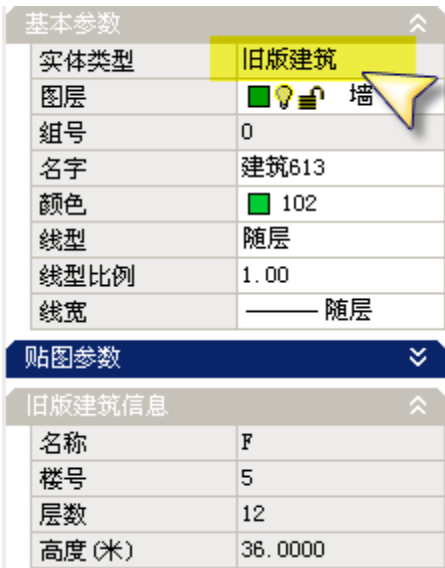 基本参数
实体类型 旧版建筑
图层 墙
组号 0
名字 建筑613
颜色 102
线型 随层
线型比例 1.00
线宽 随层
贴图参数
旧版建筑信息
名称 F
楼号 5
层数 12
高度(米) 36.0000